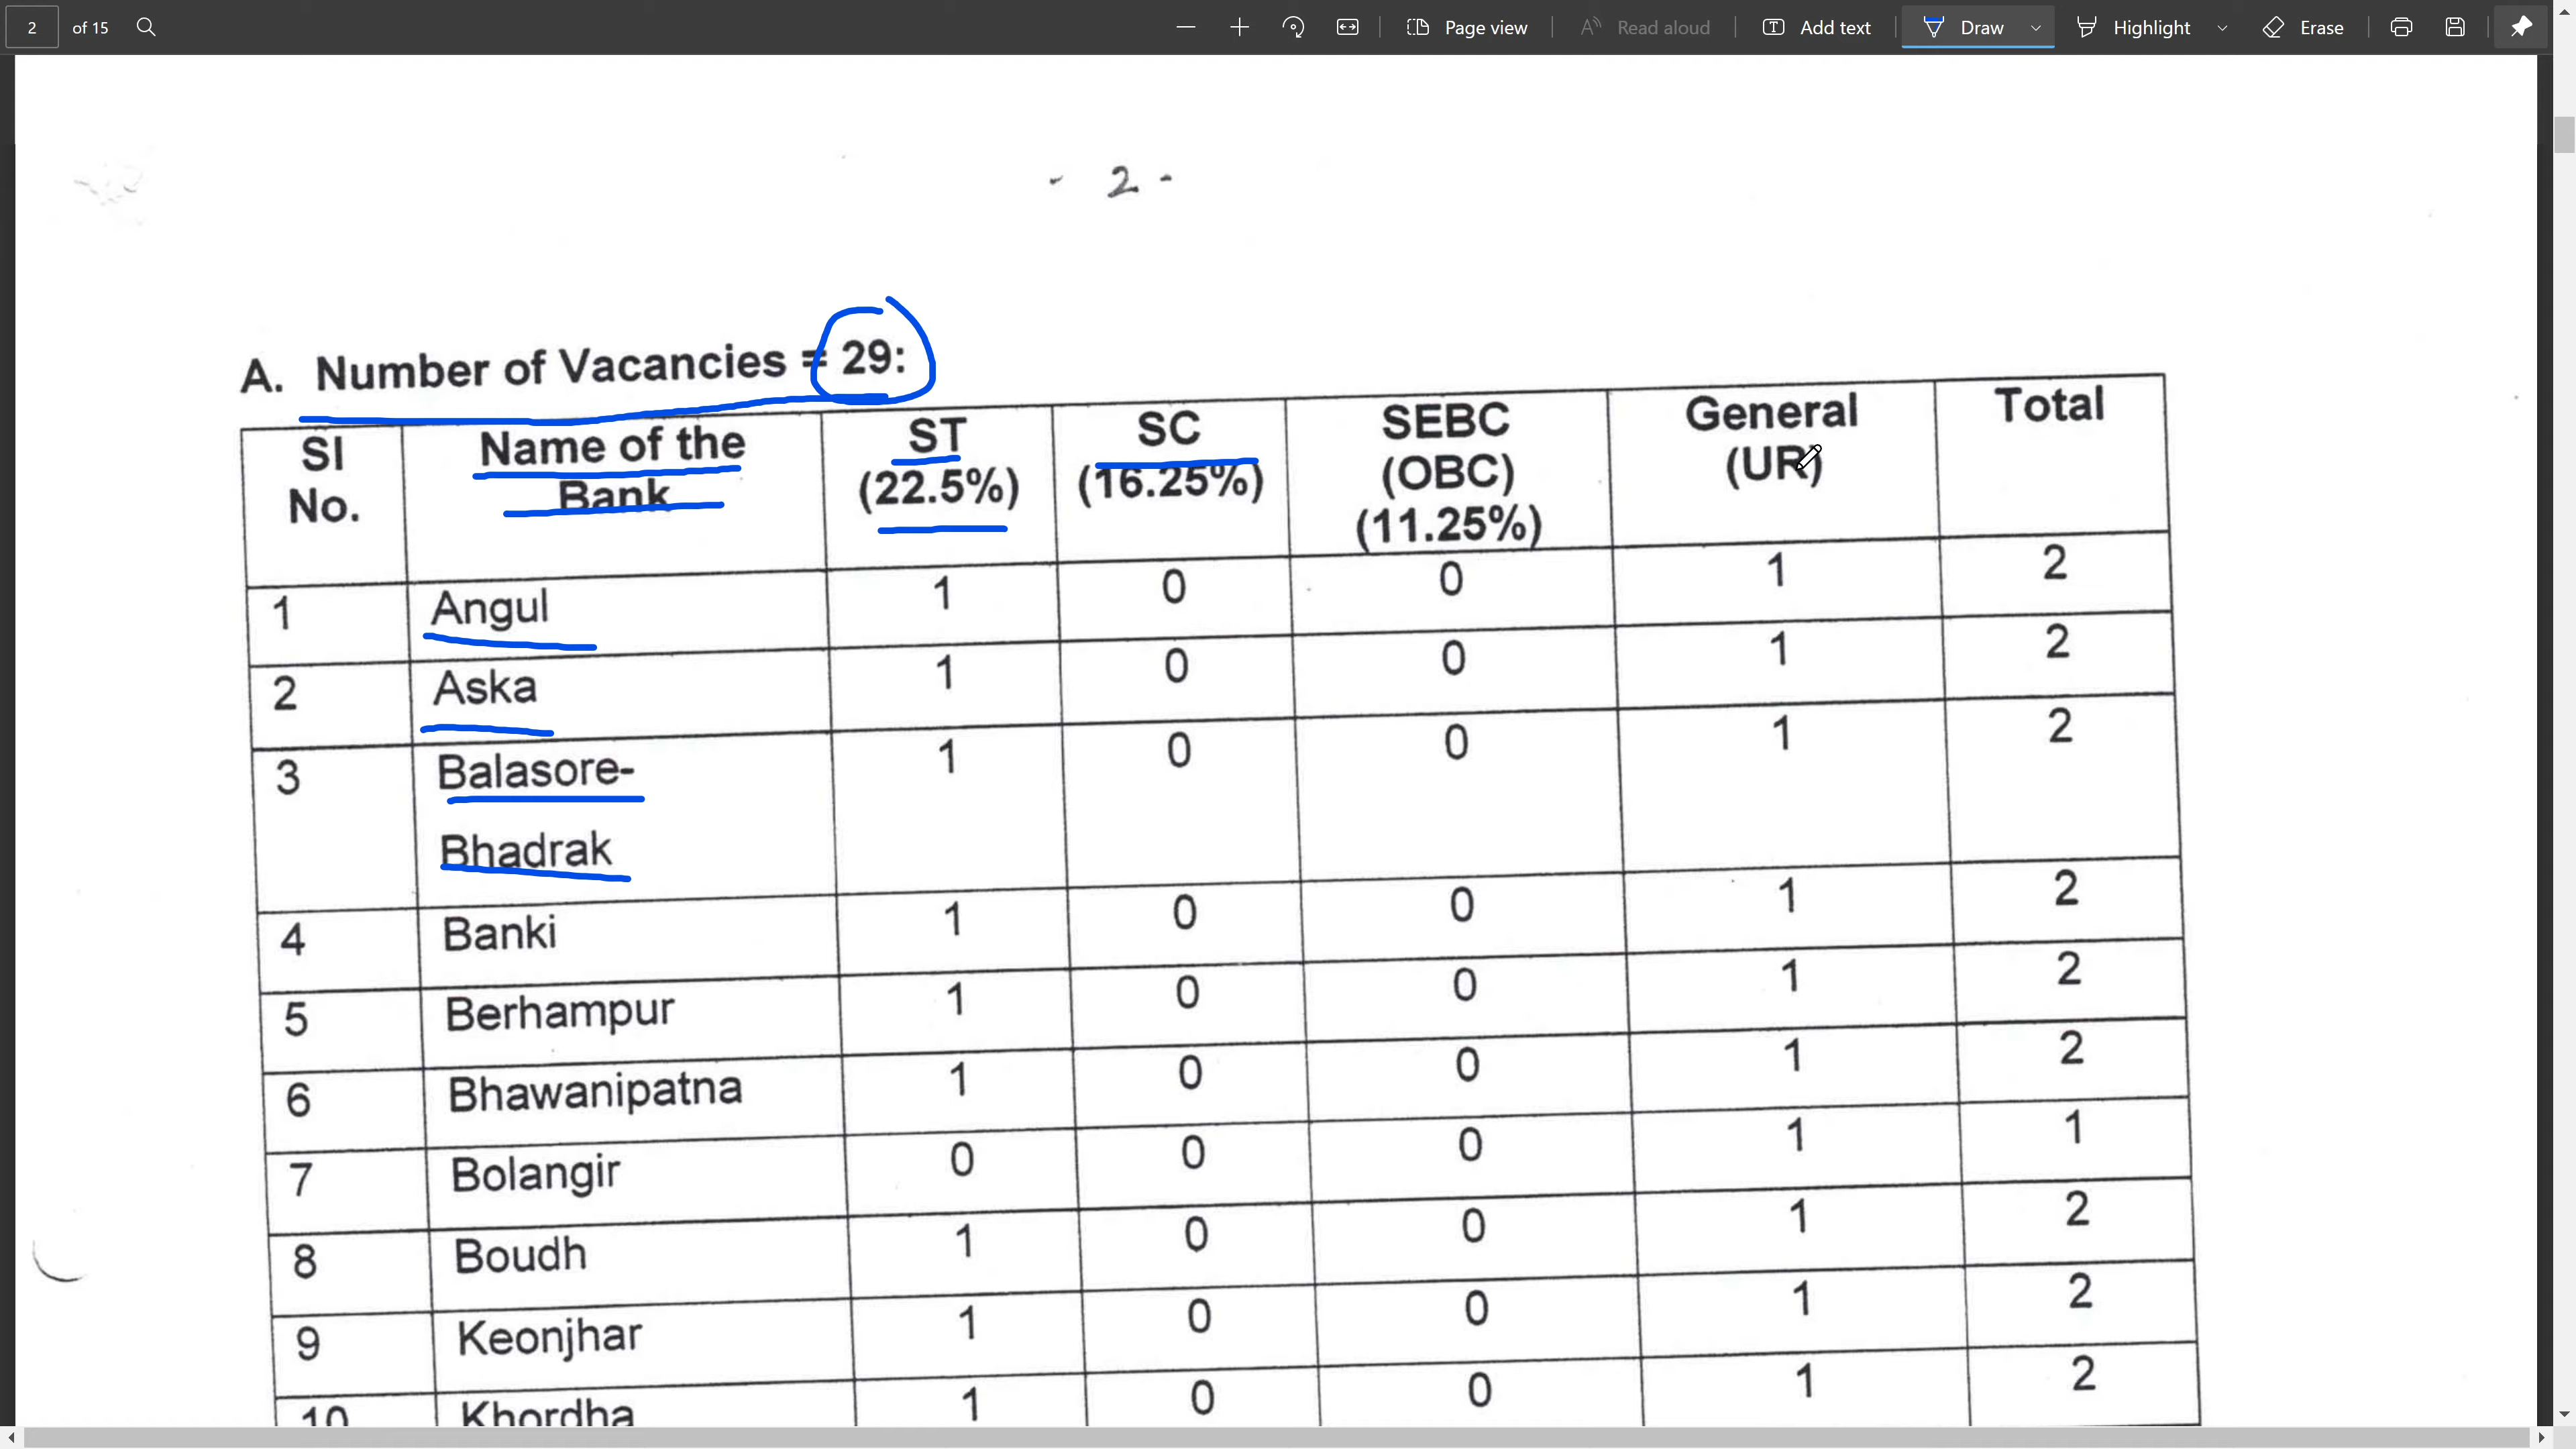 2 of 15 Page view Read aloud Add text Draw Highlight Erase
- 2 -
A. Number of Vacancies = 29:
Sl No. Name of the Bank ST (22.5%) SC (16.25%) SEBC (OBC) (11.25%) General (UR) Total
1 Angul 1 0 0 1 2
2 Aska 1 0 0 1 2
3 Balasore- 1 0 0 1 2
Bhadrak
4 Banki 1 0 0 1 2
5 Berhampur 1 0 0 1 2
6 Bhawanipatna 1 0 0 1 2
7 Bolangir 0 0 0 1 1
8 Boudh 1 0 0 1 2
9 Keonjhar 1 0 0 1 2
10 Khordha 1 0 0 1 2